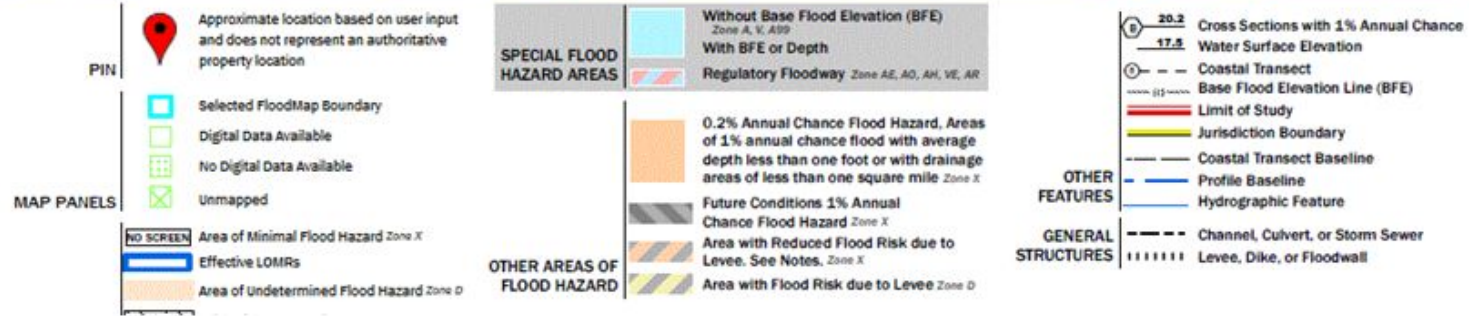 PIN
Approximate location based on user input
and does not represent an authoritative
property location
MAP PANELS
Selected FloodMap Boundary
Digital Data Available
No Digital Data Available
Unmapped
NO SCREEN Area of Minimal Flood Hazard Zone X
Effective LOMRs
Area of Undetermined Flood Hazard Zone D
SPECIAL FLOOD
HAZARD AREAS
Without Base Flood Elevation (BFE)
Zone A, V, A99
With BFE or Depth
Regulatory Floodway Zone AE, AO, AH, VE, AR
OTHER AREAS OF
FLOOD HAZARD
0.2% Annual Chance Flood Hazard, Areas
of 1% annual chance flood with average
depth less than one foot or with drainage
areas of less than one square mile Zone X
Future Conditions 1% Annual
Chance Flood Hazard Zone X
Area with Reduced Flood Risk due to
Levee. See Notes. Zone X
Area with Flood Risk due to Levee Zone D
OTHER
FEATURES
20.2 Cross Sections with 1% Annual Chance
17.5 Water Surface Elevation
Coastal Transect
Base Flood Elevation Line (BFE)
Limit of Study
Jurisdiction Boundary
Coastal Transect Baseline
Profile Baseline
Hydrographic Feature
GENERAL
STRUCTURES
Channel, Culvert, or Storm Sewer
Levee, Dike, or Floodwall